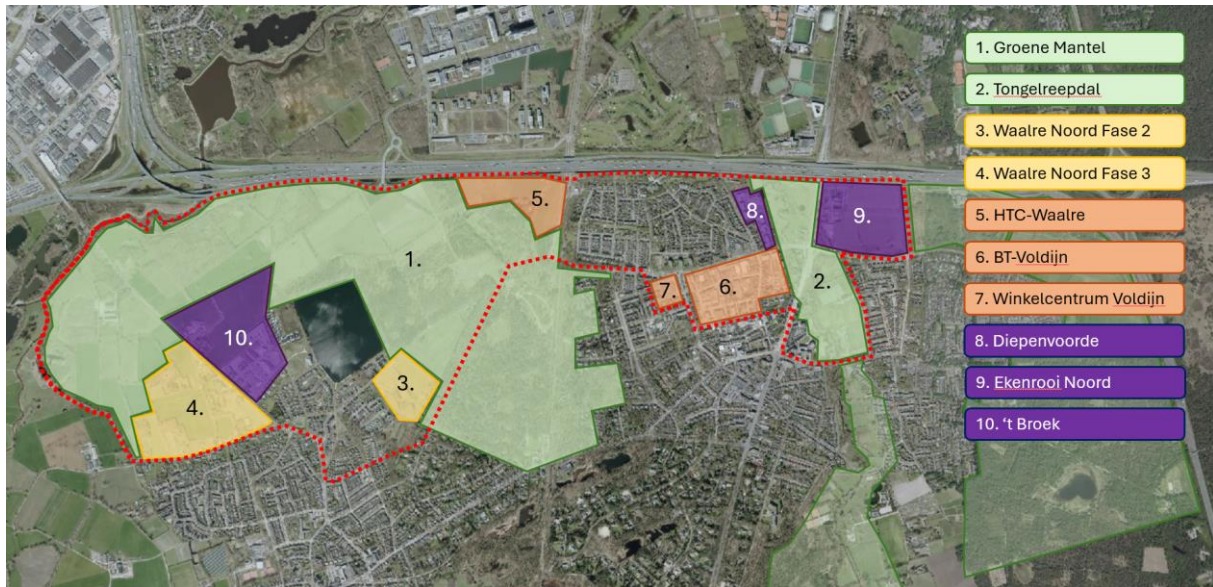 1. Groene Mantel
2. Tongelreepdal
3. Waalre Noord Fase 2
4. Waalre Noord Fase 3
5. HTC-Waalre
6. BT-Voldijn
7. Winkelcentrum Voldijn
8. Diepenvoorde
9. Ekenrooi Noord
10. ‘t Broek
5.
8.
9.
1.
2.
6.
7.
10.
3.
4.